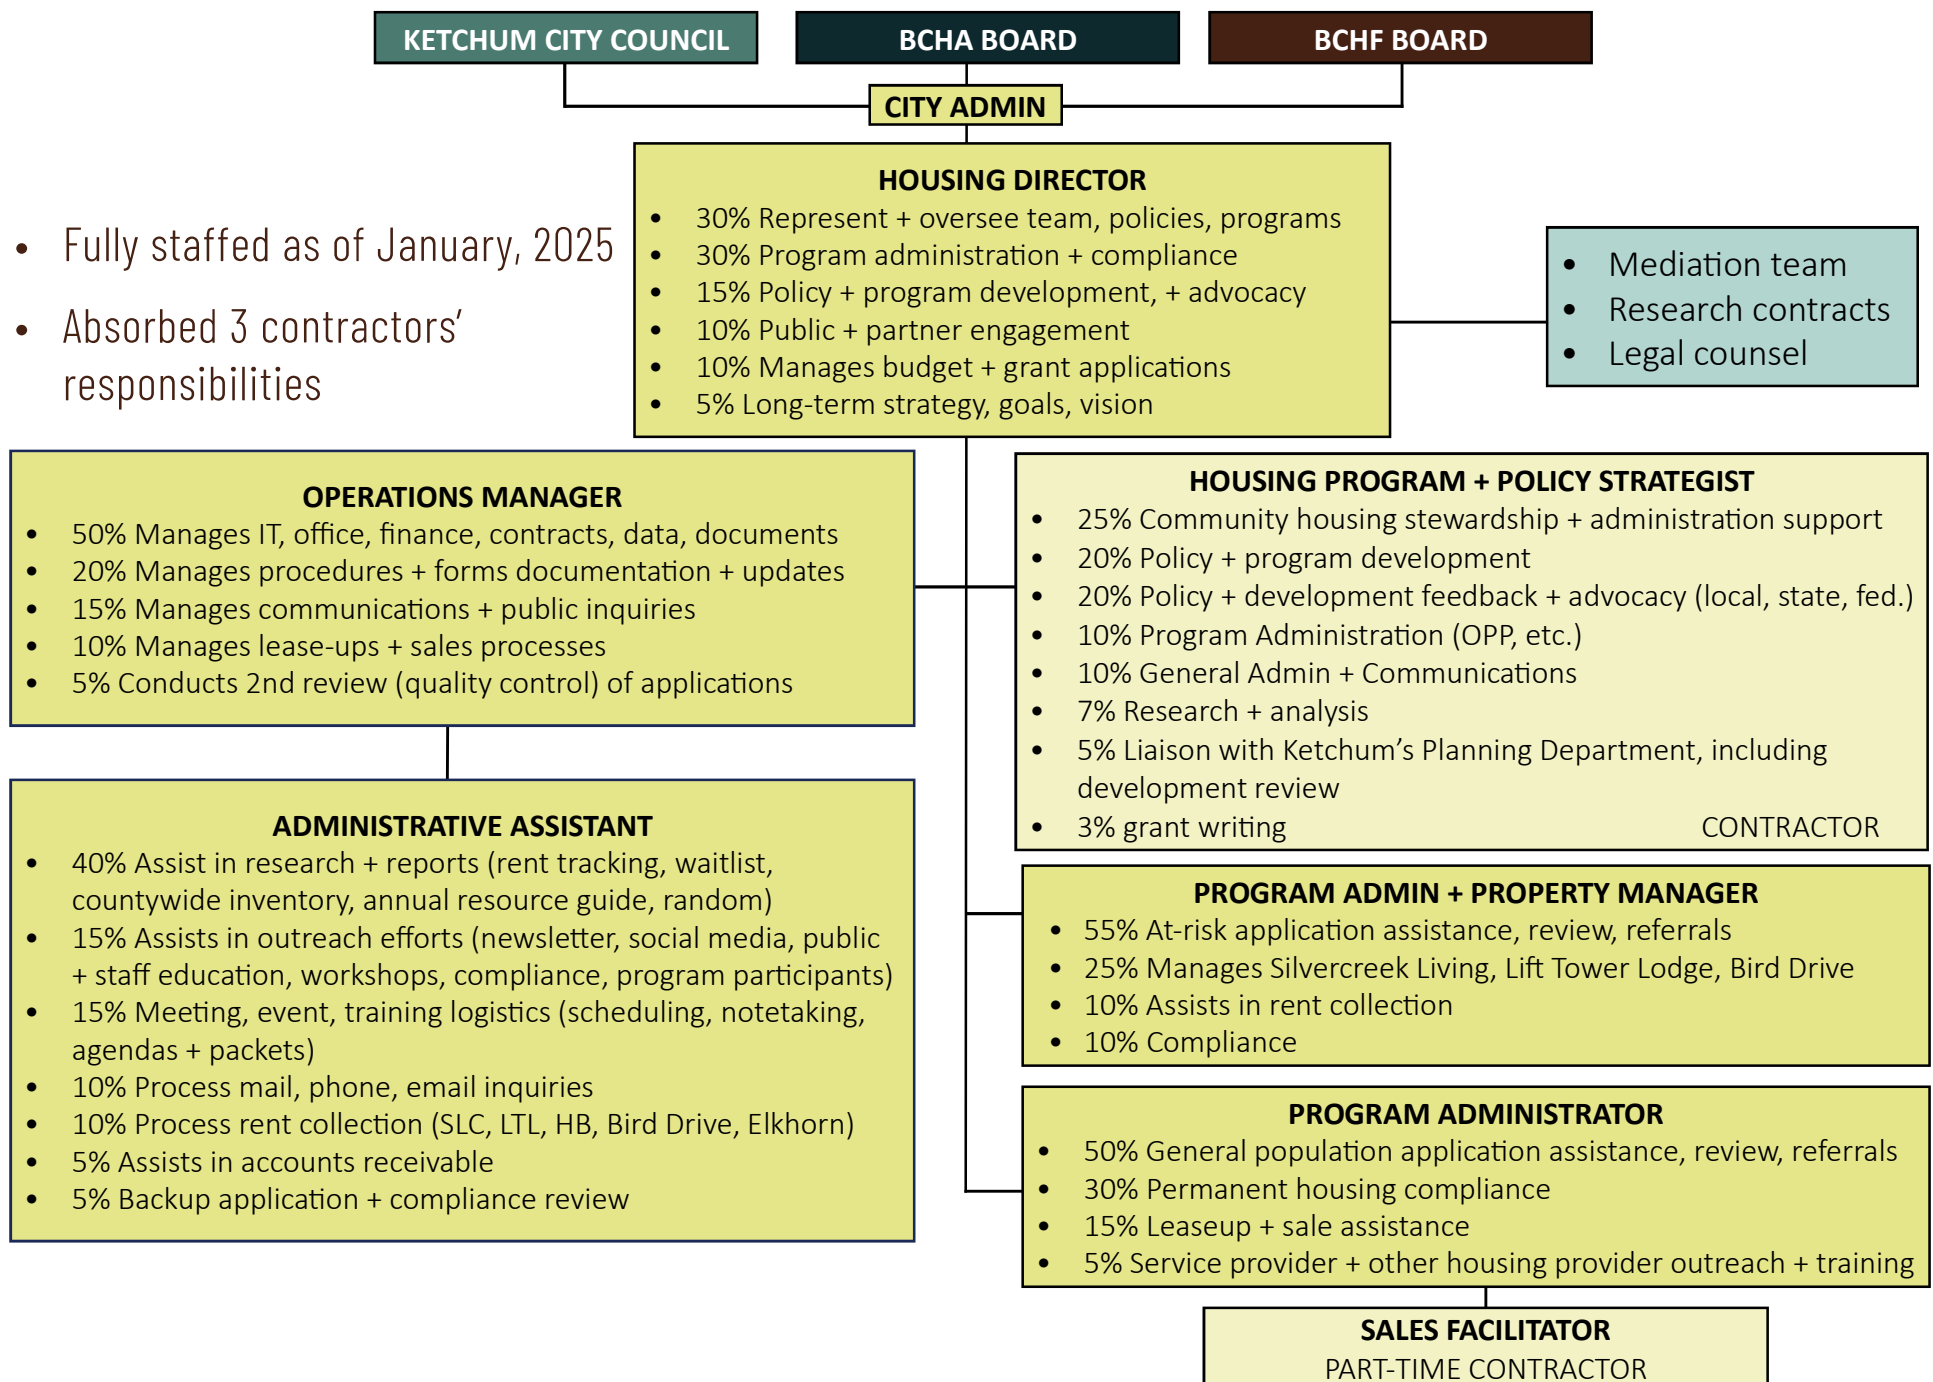 KETCHUM CITY COUNCIL
BCHA BOARD
BCHF BOARD
CITY ADMIN
HOUSING DIRECTOR
• 30% Represent + oversee team, policies, programs
• 30% Program administration + compliance
• 15% Policy + program development, + advocacy
• 10% Public + partner engagement
• 10% Manages budget + grant applications
• 5% Long-term strategy, goals, vision
• Fully staffed as of January, 2025
• Absorbed 3 contractors’
responsibilities
• Mediation team
• Research contracts
• Legal counsel
OPERATIONS MANAGER
• 50% Manages IT, office, finance, contracts, data, documents
• 20% Manages procedures + forms documentation + updates
• 15% Manages communications + public inquiries
• 10% Manages lease-ups + sales processes
• 5% Conducts 2nd review (quality control) of applications
HOUSING PROGRAM + POLICY STRATEGIST
• 25% Community housing stewardship + administration support
• 20% Policy + program development
• 20% Policy + development feedback + advocacy (local, state, fed.)
• 10% Program Administration (OPP, etc.)
• 10% General Admin + Communications
• 7% Research + analysis
• 5% Liaison with Ketchum’s Planning Department, including
development review
• 3% grant writing CONTRACTOR
ADMINISTRATIVE ASSISTANT
• 40% Assist in research + reports (rent tracking, waitlist,
countywide inventory, annual resource guide, random)
• 15% Assists in outreach efforts (newsletter, social media, public
+ staff education, workshops, compliance, program participants)
• 15% Meeting, event, training logistics (scheduling, notetaking,
agendas + packets)
• 10% Process mail, phone, email inquiries
• 10% Process rent collection (SLC, LTL, HB, Bird Drive, Elkhorn)
• 5% Assists in accounts receivable
• 5% Backup application + compliance review
PROGRAM ADMIN + PROPERTY MANAGER
• 55% At-risk application assistance, review, referrals
• 25% Manages Silvercreek Living, Lift Tower Lodge, Bird Drive
• 10% Assists in rent collection
• 10% Compliance
PROGRAM ADMINISTRATOR
• 50% General population application assistance, review, referrals
• 30% Permanent housing compliance
• 15% Leaseup + sale assistance
• 5% Service provider + other housing provider outreach + training
SALES FACILITATOR
PART-TIME CONTRACTOR